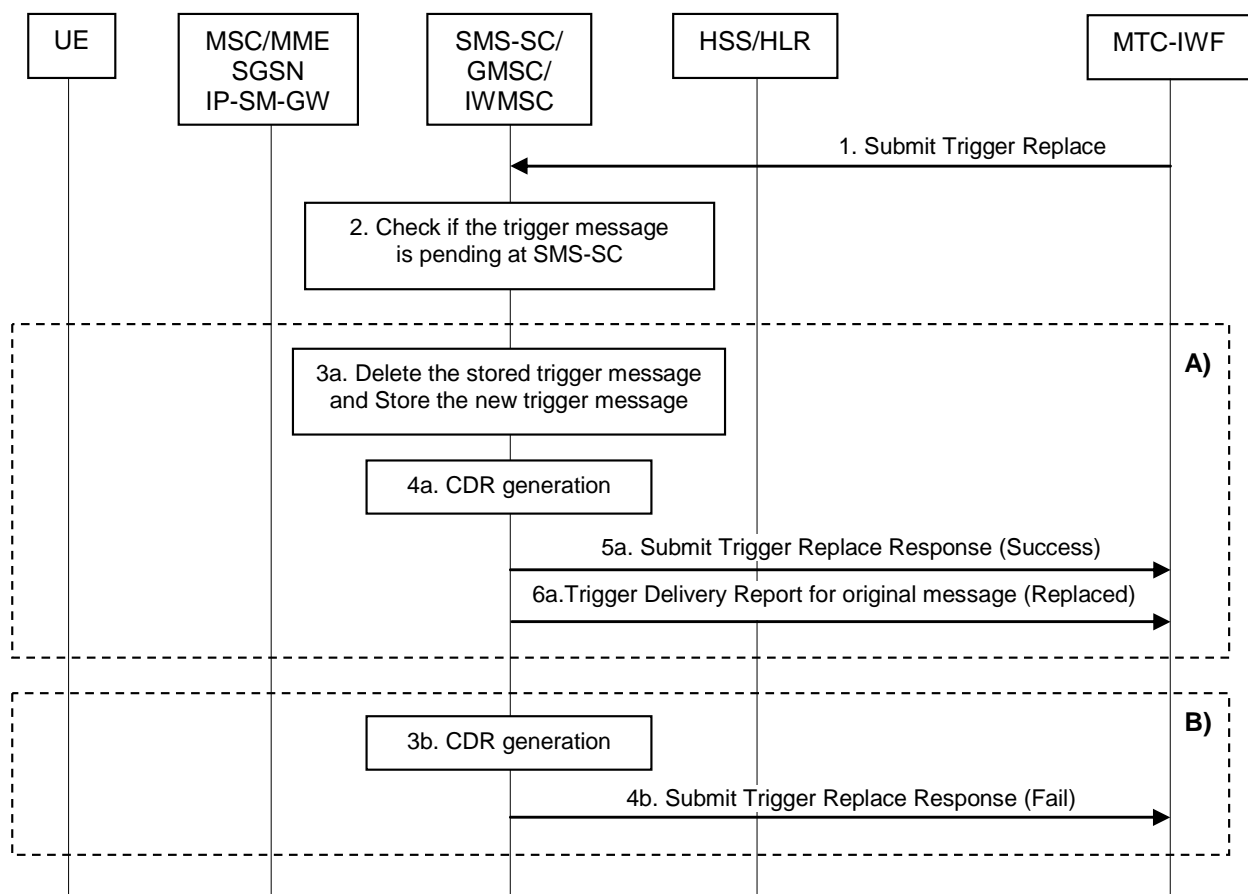 UE
MSC/MME
SGSN
IP-SM-GW
SMS-SC/
GMSC/
IWMSC
HSS/HLR
MTC-IWF
1. Submit Trigger Replace
2. Check if the trigger message
is pending at SMS-SC
A)
3a. Delete the stored trigger message
and Store the new trigger message
4a. CDR generation
5a. Submit Trigger Replace Response (Success)
6a.Trigger Delivery Report for original message (Replaced)
B)
3b. CDR generation
4b. Submit Trigger Replace Response (Fail)